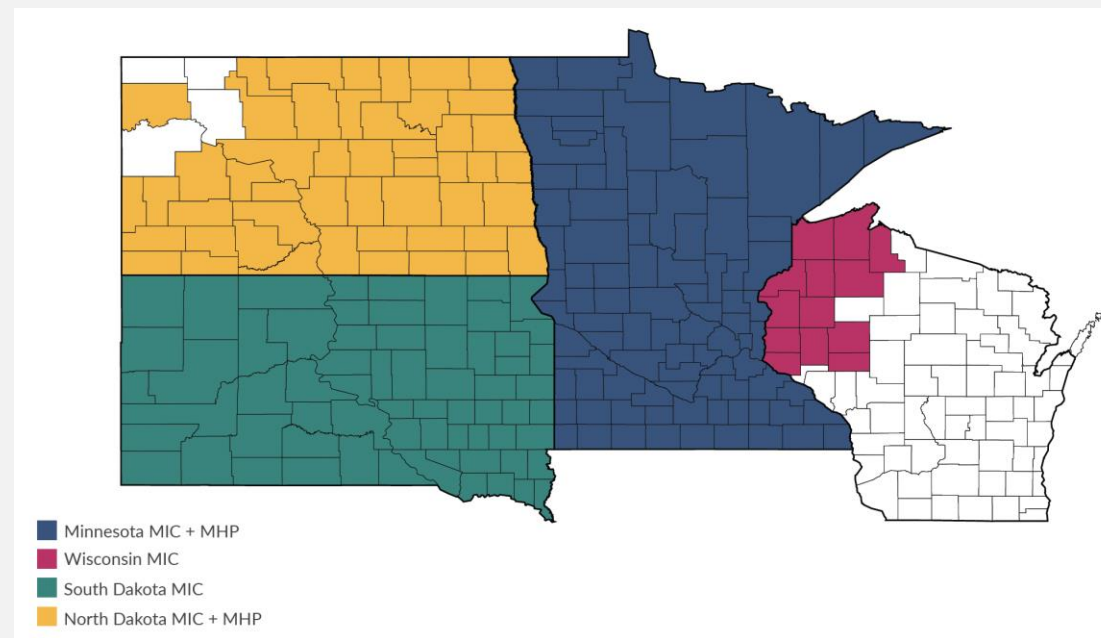 Minnesota MIC + MHP
Wisconsin MIC
South Dakota MIC
North Dakota MIC + MHP